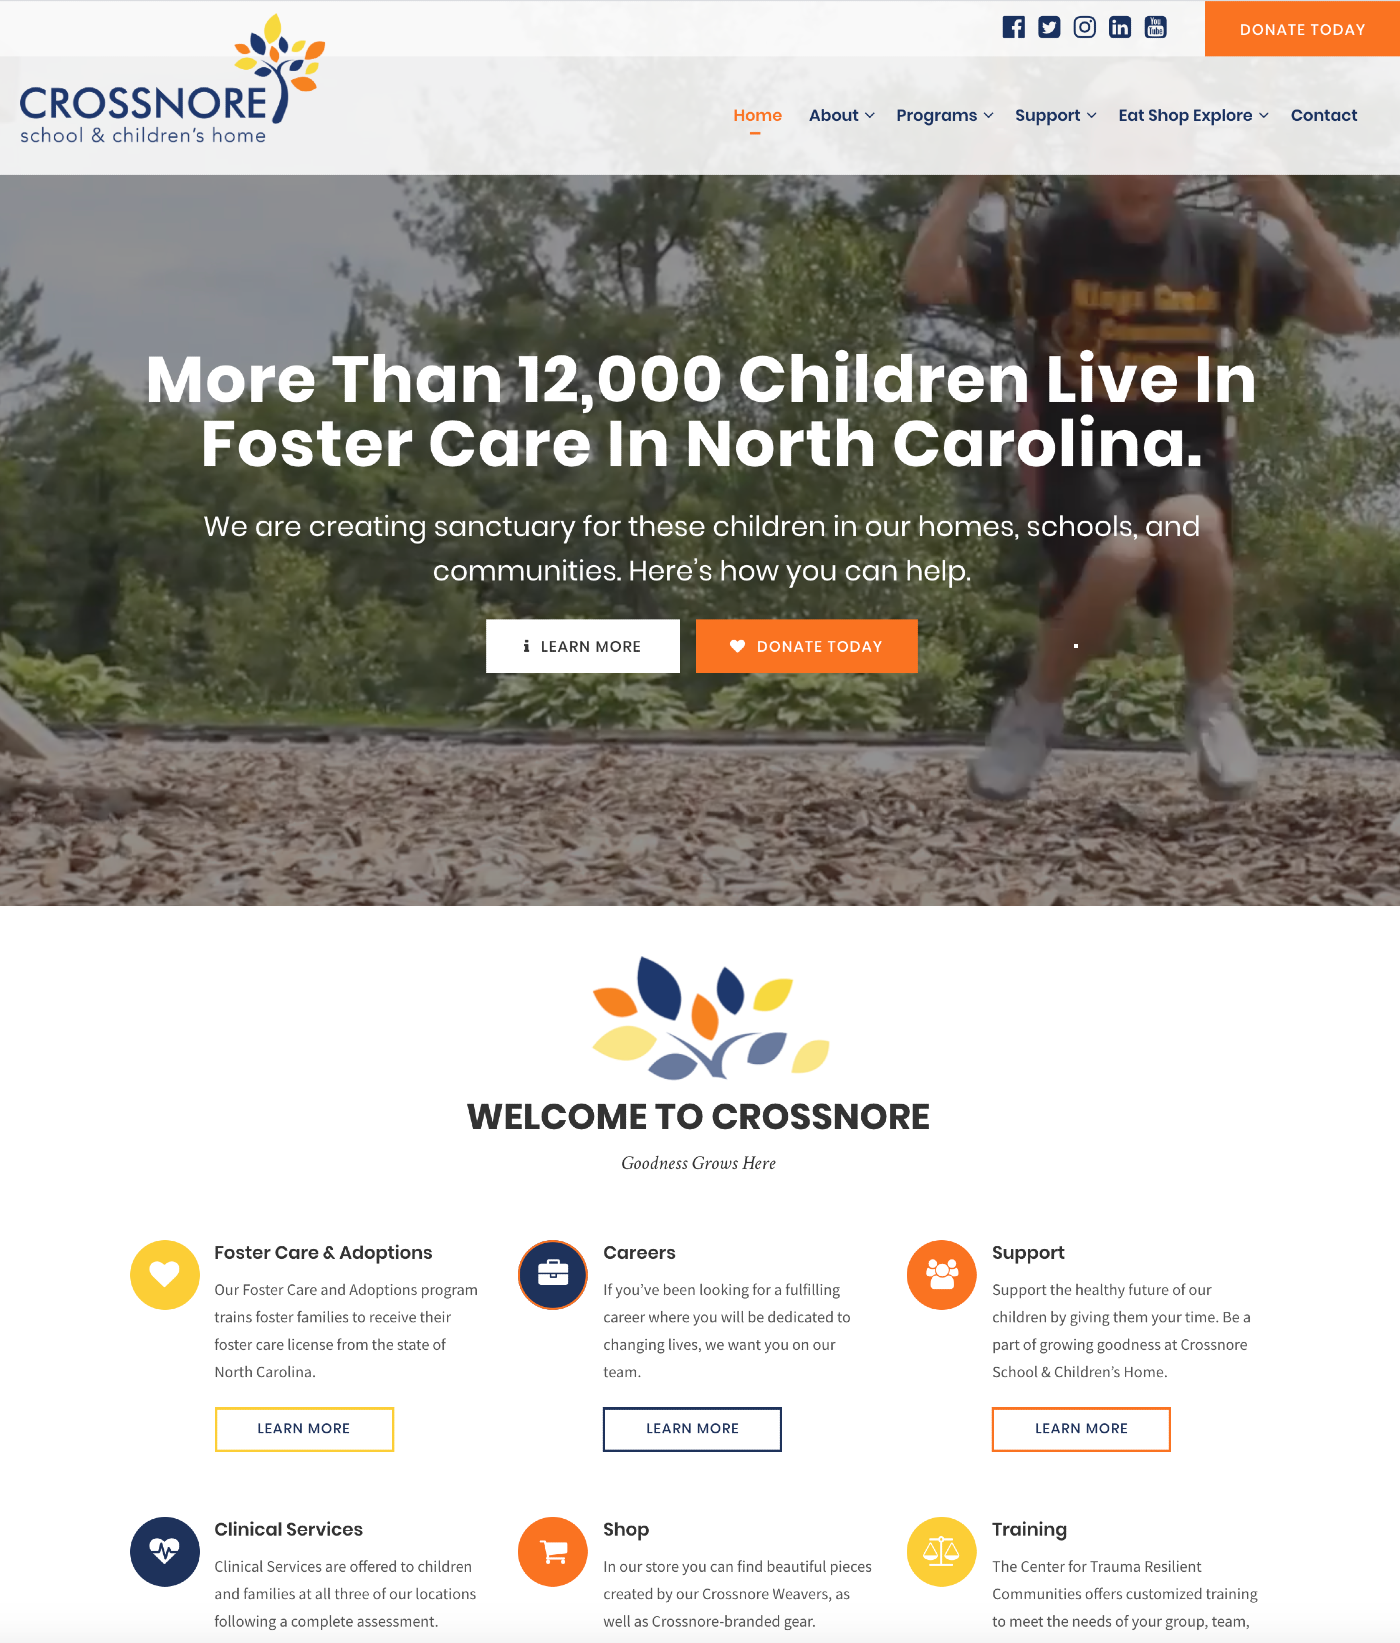 DONATE TODAY
CROSSNORE
school & children's home
Home About Programs Support Eat Shop Explore Contact
More Than 12,000 Children Live In
Foster Care In North Carolina.
We are creating sanctuary for these children in our homes, schools, and
communities. Here's how you can help.
LEARN MORE
DONATE TODAY
WELCOME TO CROSSNORE
Goodness Grows Here
Foster Care & Adoptions
Our Foster Care and Adoptions program
trains foster families to receive their
foster care license from the state of
North Carolina.
LEARN MORE
Careers
If you've been looking for a fulfilling
career where you will be dedicated to
changing lives, we want you on our
team.
LEARN MORE
Support
Support the healthy future of our
children by giving them your time. Be a
part of growing goodness at Crossnore
School & Children's Home.
LEARN MORE
Clinical Services
Clinical Services are offered to children
and families at all three of our locations
following a complete assessment.
Shop
In our store you can find beautiful pieces
created by our Crossnore Weavers, as
well as Crossnore-branded gear.
Training
The Center for Trauma Resilient
Communities offers customized training
to meet the needs of your group, team,